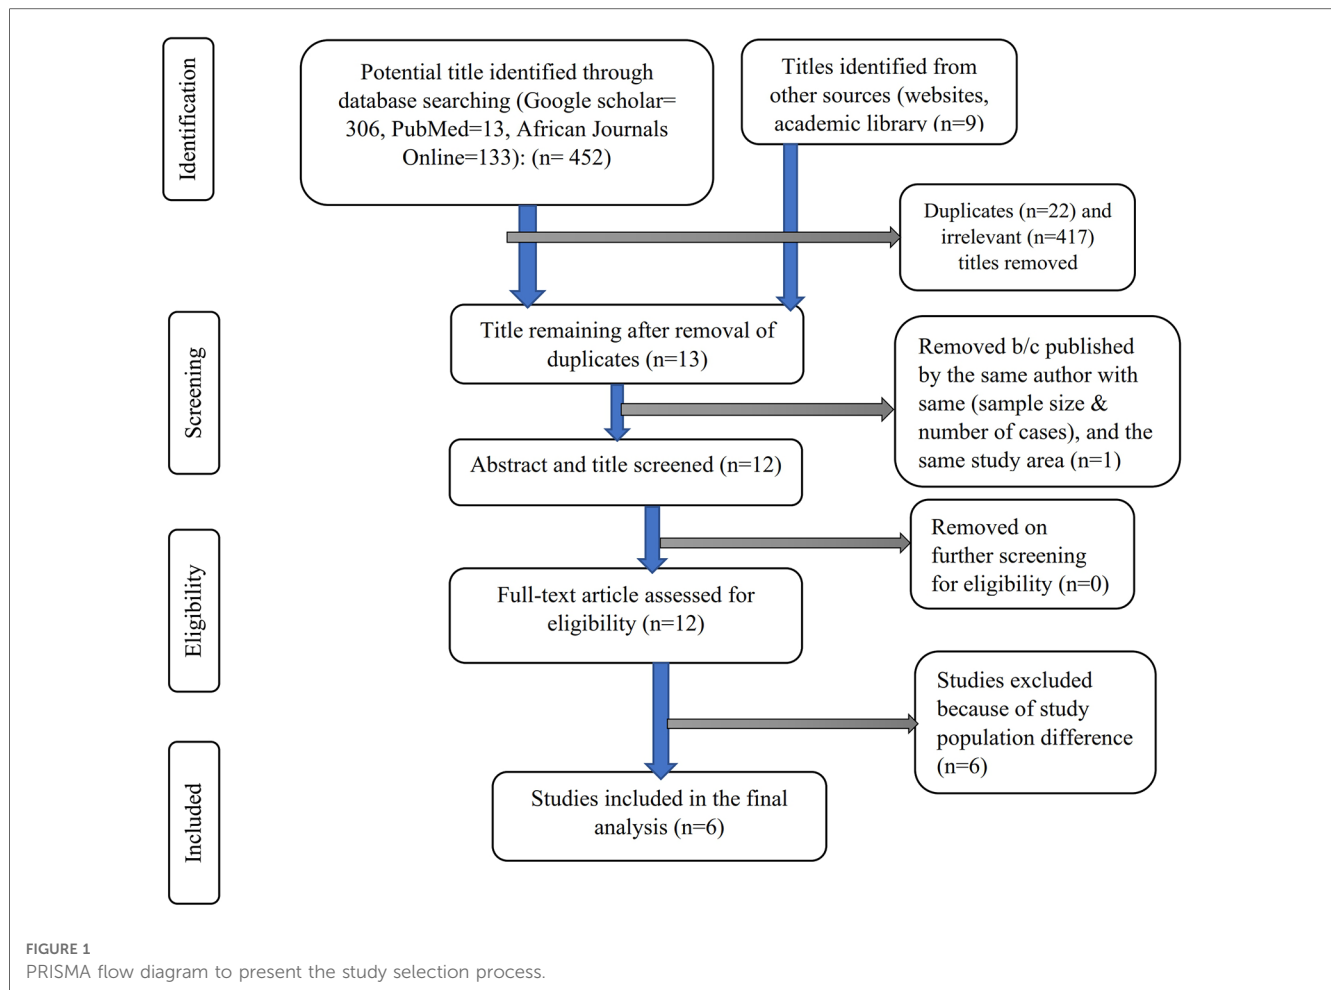 Identification
Potential title identified through
database searching (Google scholar=
306, PubMed=13, African Journals
Online=133): (n= 452)
Titles identified from
other sources (websites,
academic library (n=9)
Duplicates (n=22) and
irrelevant (n=417)
titles removed
Screening
Title remaining after removal of
duplicates (n=13)
Removed b/c published
by the same author with
same (sample size &
number of cases), and the
same study area (n=1)
Abstract and title screened (n=12)
Removed on
further screening
for eligibility (n=0)
Eligibility
Full-text article assessed for
eligibility (n=12)
Studies excluded
because of study
population difference
(n=6)
Included
Studies included in the final
analysis (n=6)
FIGURE 1
PRISMA flow diagram to present the study selection process.